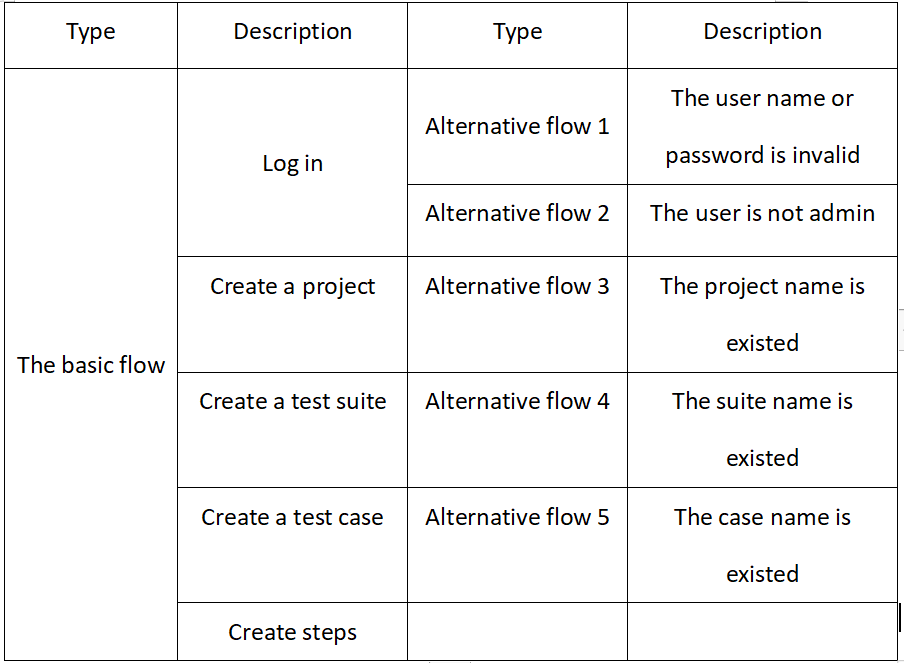 Type Description Type Description
The basic flow
Log in
Alternative flow 1
The user name or
password is invalid
Alternative flow 2
The user is not admin
Create a project
Alternative flow 3
The project name is
existed
Create a test suite
Alternative flow 4
The suite name is
existed
Create a test case
Alternative flow 5
The case name is
existed
Create steps